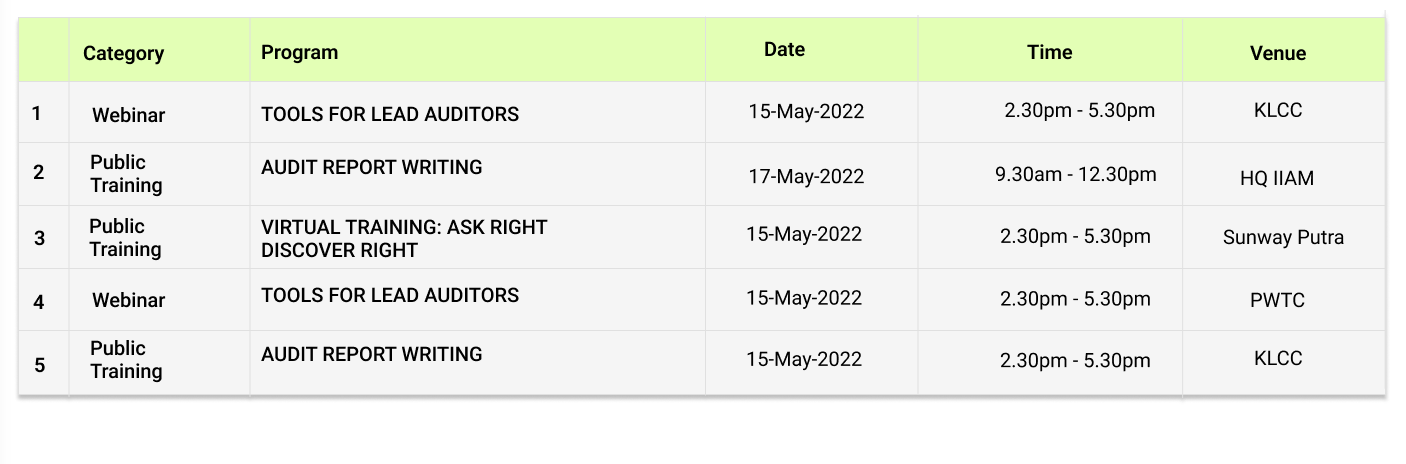 Category Program Date Time Venue
1 Webinar TOOLS FOR LEAD AUDITORS 15-May-2022 2.30pm - 5.30pm KLCC
2 Public Training AUDIT REPORT WRITING 17-May-2022 9.30am - 12.30pm HQ IIAM
3 Public Training VIRTUAL TRAINING: ASK RIGHT DISCOVER RIGHT 15-May-2022 2.30pm - 5.30pm Sunway Putra
4 Webinar TOOLS FOR LEAD AUDITORS 15-May-2022 2.30pm - 5.30pm PWTC
5 Public Training AUDIT REPORT WRITING 15-May-2022 2.30pm - 5.30pm KLCC